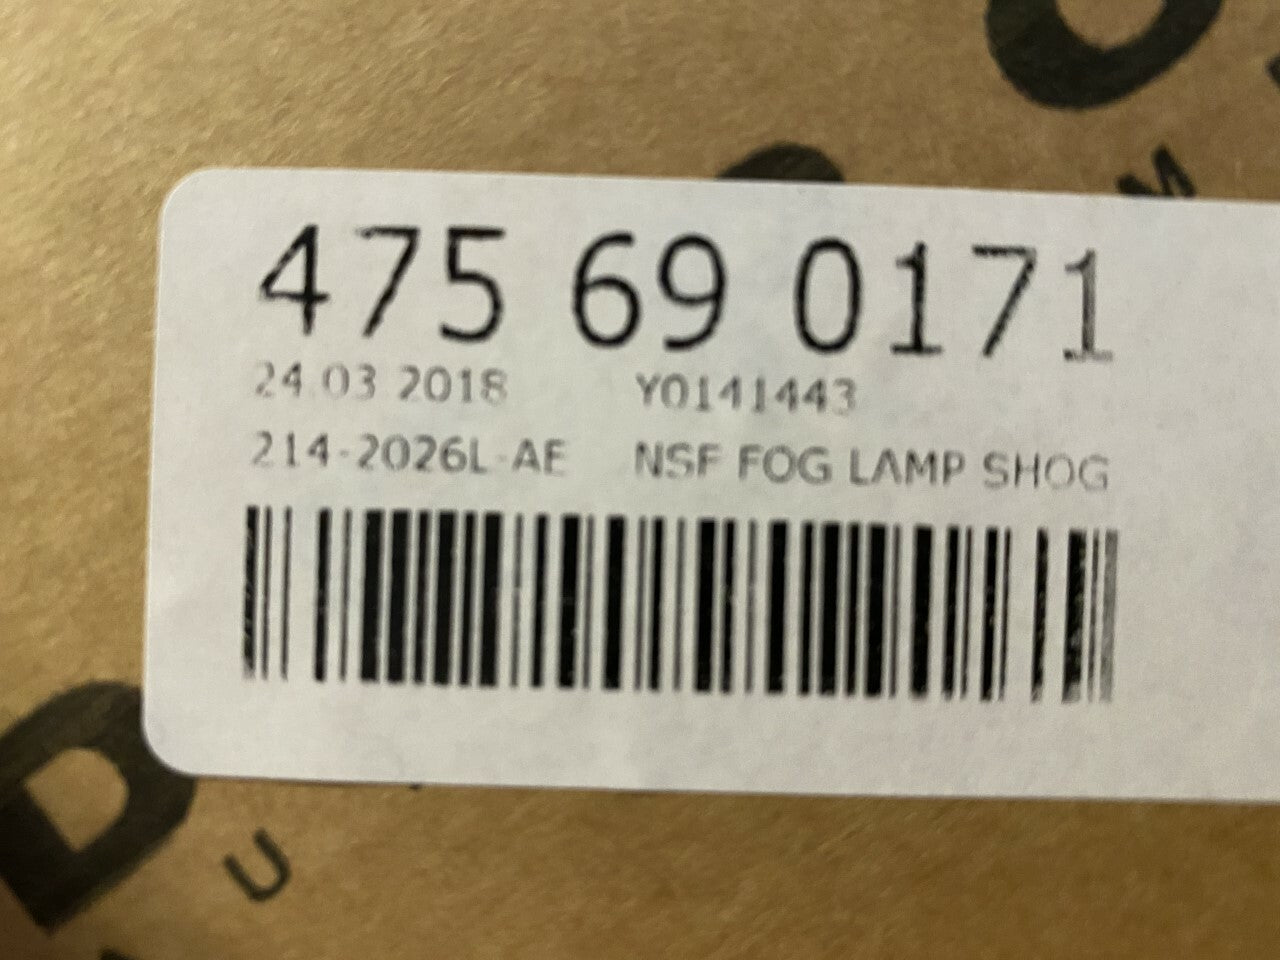 475 69 0171
24.03 2018 Y0141443
214-2026L-AE NSF FOG LAMP SHOG
D
U